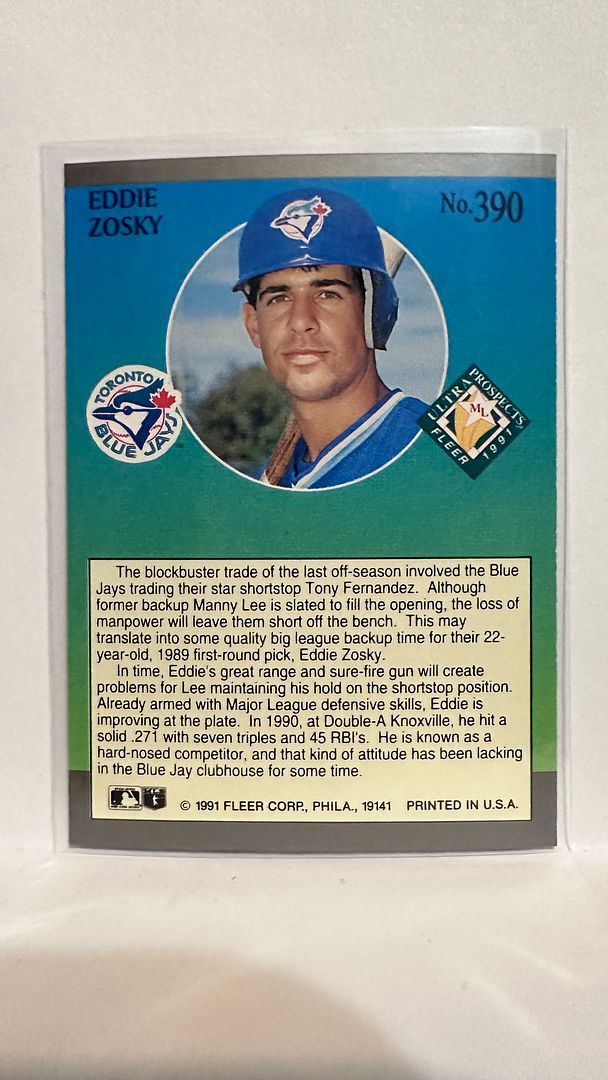 EDDIE
ZOSKY
No.390
TORONTO
BLUE JAYS
ULTRA PROSPECTS
ML
FLEER 1991
The blockbuster trade of the last off-season involved the Blue
Jays trading their star shortstop Tony Fernandez. Although
former backup Manny Lee is slated to fill the opening, the loss of
manpower will leave them short off the bench. This may
translate into some quality big league backup time for their 22-
year-old, 1989 first-round pick, Eddie Zosky.
In time, Eddie's great range and sure-fire gun will create
problems for Lee maintaining his hold on the shortstop position.
Already armed with Major League defensive skills, Eddie is
improving at the plate. In 1990, at Double-A Knoxville, he hit a
solid .271 with seven triples and 45 RBI's. He is known as a
hard-nosed competitor, and that kind of attitude has been lacking
in the Blue Jay clubhouse for some time.
© 1991 FLEER CORP., PHILA., 19141 PRINTED IN U.S.A.